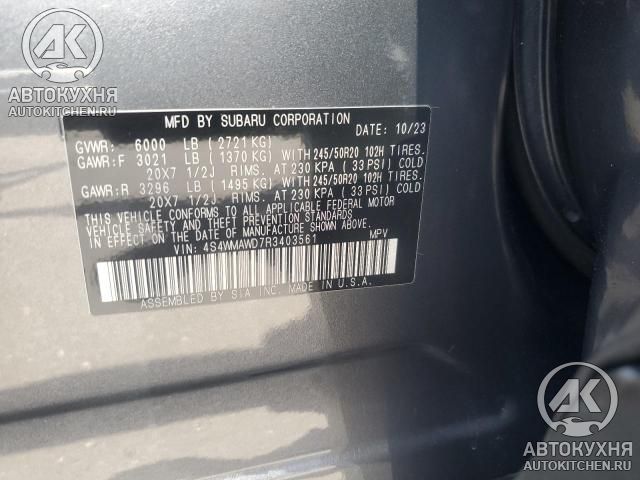 АК
АВТОКУХНЯ
AUTOKITCHEN.RU
MFD BY SUBARU CORPORATION
GVWR: 6000 LB (2721 KG) DATE: 10/23
GAWR:F 3021 LB (1370 KG) WITH 245/50R20 102H TIRES.
20X7 1/2J RIMS. AT 230 KPA (33 PSI) COLD
GAWR:R 3296 LB (1495 KG) WITH 245/50R20 102H TIRES.
20X7 1/2J RIMS. AT 230 KPA (33 PSI) COLD
THIS VEHICLE CONFORMS TO ALL APPLICABLE FEDERAL MOTOR
VEHICLE SAFETY AND BUMPER STANDARDS
IN EFFECT ON THE DATE OF MANUFACTURE SHOWN ABOVE.
VIN: 4S4WMAWD7R3403561 MPV
ASSEMBLED BY SIA INC. MADE IN U.S.A.
АК
АВТОКУХНЯ
AUTOKITCHEN.RU